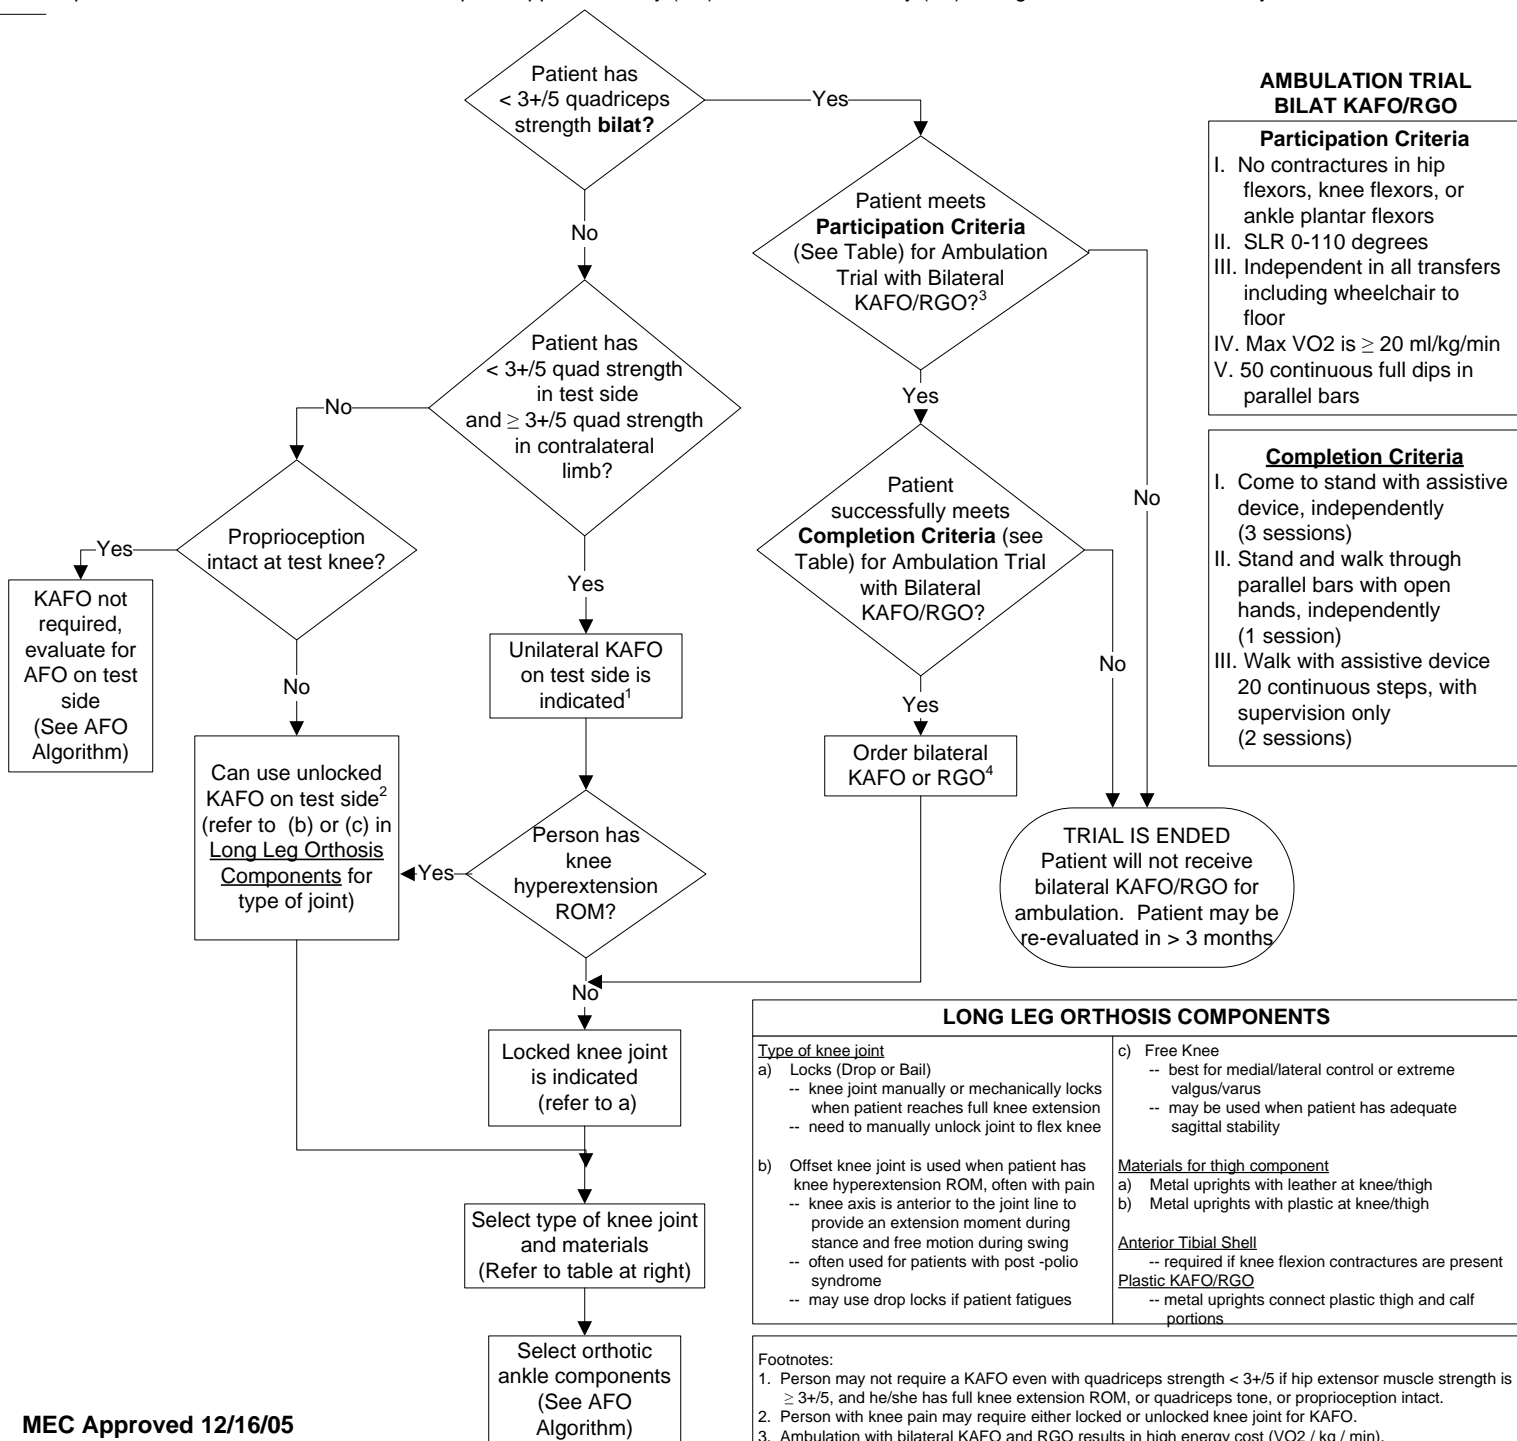 Patient has
< 3+/5 quadriceps
strength bilat?
Yes
No
Patient meets
Participation Criteria
(See Table) for Ambulation
Trial with Bilateral
KAFO/RGO?3
No
Yes
Patient has
< 3+/5 quad strength
in test side
and ≥ 3+/5 quad strength
in contralateral
limb?
No
Yes
Patient
successfully meets
Completion Criteria (see
Table) for Ambulation Trial
with Bilateral
KAFO/RGO?
No
Yes
Proprioception
intact at test knee?
Yes
No
KAFO not
required,
evaluate for
AFO on test
side
(See AFO
Algorithm)
Unilateral KAFO
on test side is
indicated1
Order bilateral
KAFO or RGO4
Can use unlocked
KAFO on test side2
(refer to (b) or (c) in
Long Leg Orthosis
Components for
type of joint)
Person has
knee
hyperextension
ROM?
Yes
No
TRIAL IS ENDED
Patient will not receive
bilateral KAFO/RGO for
ambulation. Patient may be
re-evaluated in > 3 months
Locked knee joint
is indicated
(refer to a)
Select type of knee joint
and materials
(Refer to table at right)
Select orthotic
ankle components
(See AFO
Algorithm)
AMBULATION TRIAL
BILAT KAFO/RGO
Participation Criteria
I. No contractures in hip
flexors, knee flexors, or
ankle plantar flexors
II. SLR 0-110 degrees
III. Independent in all transfers
including wheelchair to
floor
IV. Max VO2 is ≥ 20 ml/kg/min
V. 50 continuous full dips in
parallel bars
Completion Criteria
I. Come to stand with assistive
device, independently
(3 sessions)
II. Stand and walk through
parallel bars with open
hands, independently
(1 session)
III. Walk with assistive device
20 continuous steps, with
supervision only
(2 sessions)
LONG LEG ORTHOSIS COMPONENTS
Type of knee joint
a) Locks (Drop or Bail)
-- knee joint manually or mechanically locks
when patient reaches full knee extension
-- need to manually unlock joint to flex knee
b) Offset knee joint is used when patient has
knee hyperextension ROM, often with pain
-- knee axis is anterior to the joint line to
provide an extension moment during
stance and free motion during swing
-- often used for patients with post -polio
syndrome
-- may use drop locks if patient fatigues
c) Free Knee
-- best for medial/lateral control or extreme
valgus/varus
-- may be used when patient has adequate
sagittal stability
Materials for thigh component
a) Metal uprights with leather at knee/thigh
b) Metal uprights with plastic at knee/thigh
Anterior Tibial Shell
-- required if knee flexion contractures are present
Plastic KAFO/RGO
-- metal uprights connect plastic thigh and calf
portions
Footnotes:
1. Person may not require a KAFO even with quadriceps strength < 3+/5 if hip extensor muscle strength is
≥ 3+/5, and he/she has full knee extension ROM, or quadriceps tone, or proprioception intact.
2. Person with knee pain may require either locked or unlocked knee joint for KAFO.
3. Ambulation with bilateral KAFO and RGO results in high energy cost (VO2 / kg / min).
MEC Approved 12/16/05